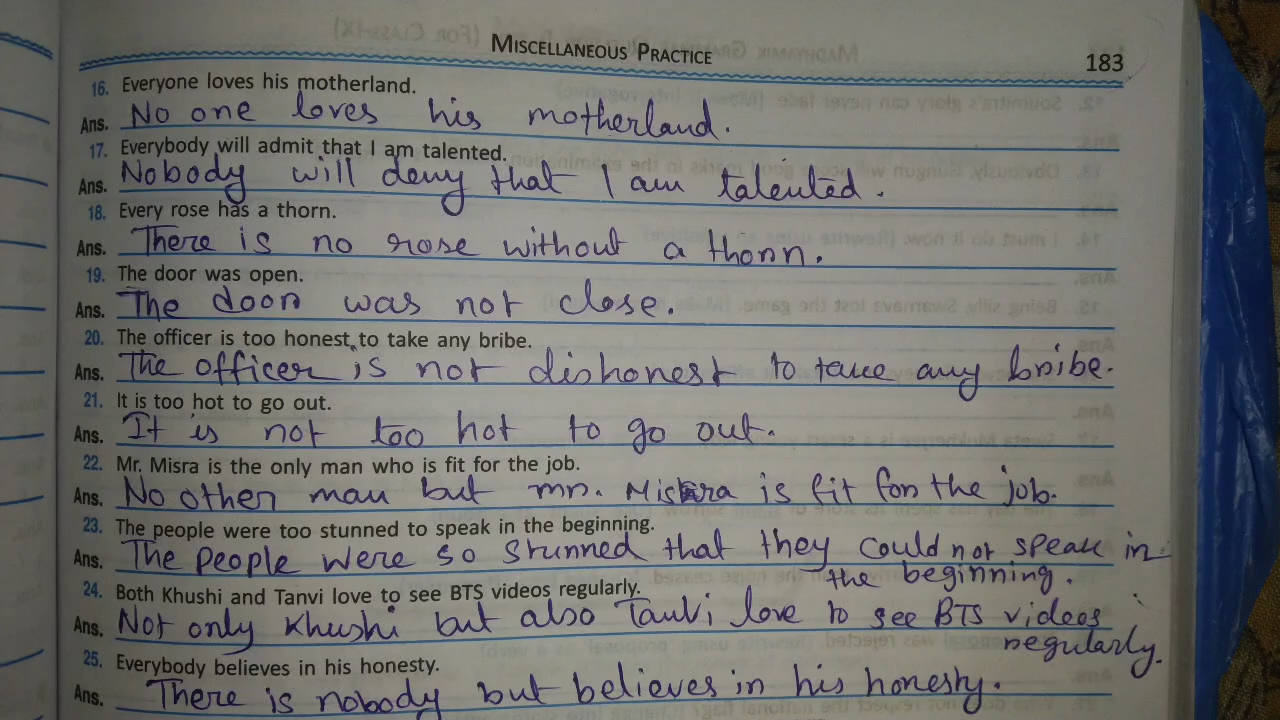 MISCELLANEOUS PRACTICE
183
16. Everyone loves his motherland.
Ans. No one loves his motherland.
17. Everybody will admit that I am talented.
Ans. Nobody will deny that I am talented.
18. Every rose has a thorn.
Ans. There is no rose without a thorn.
19. The door was open.
Ans. The door was not close.
20. The officer is too honest to take any bribe.
Ans. The officer is not dishonest to take any bribe.
21. It is too hot to go out.
Ans. It is not too hot to go out.
22. Mr. Misra is the only man who is fit for the job.
Ans. No other man but mr. Misra is fit for the job.
23. The people were too stunned to speak in the beginning.
Ans. The people were so stunned that they could not speak in
the beginning.
24. Both Khushi and Tanvi love to see BTS videos regularly.
Ans. Not only Khushi but also Tanvi love to see BTS videos
regularly.
25. Everybody believes in his honesty.
Ans. There is nobody but believes in his honesty.